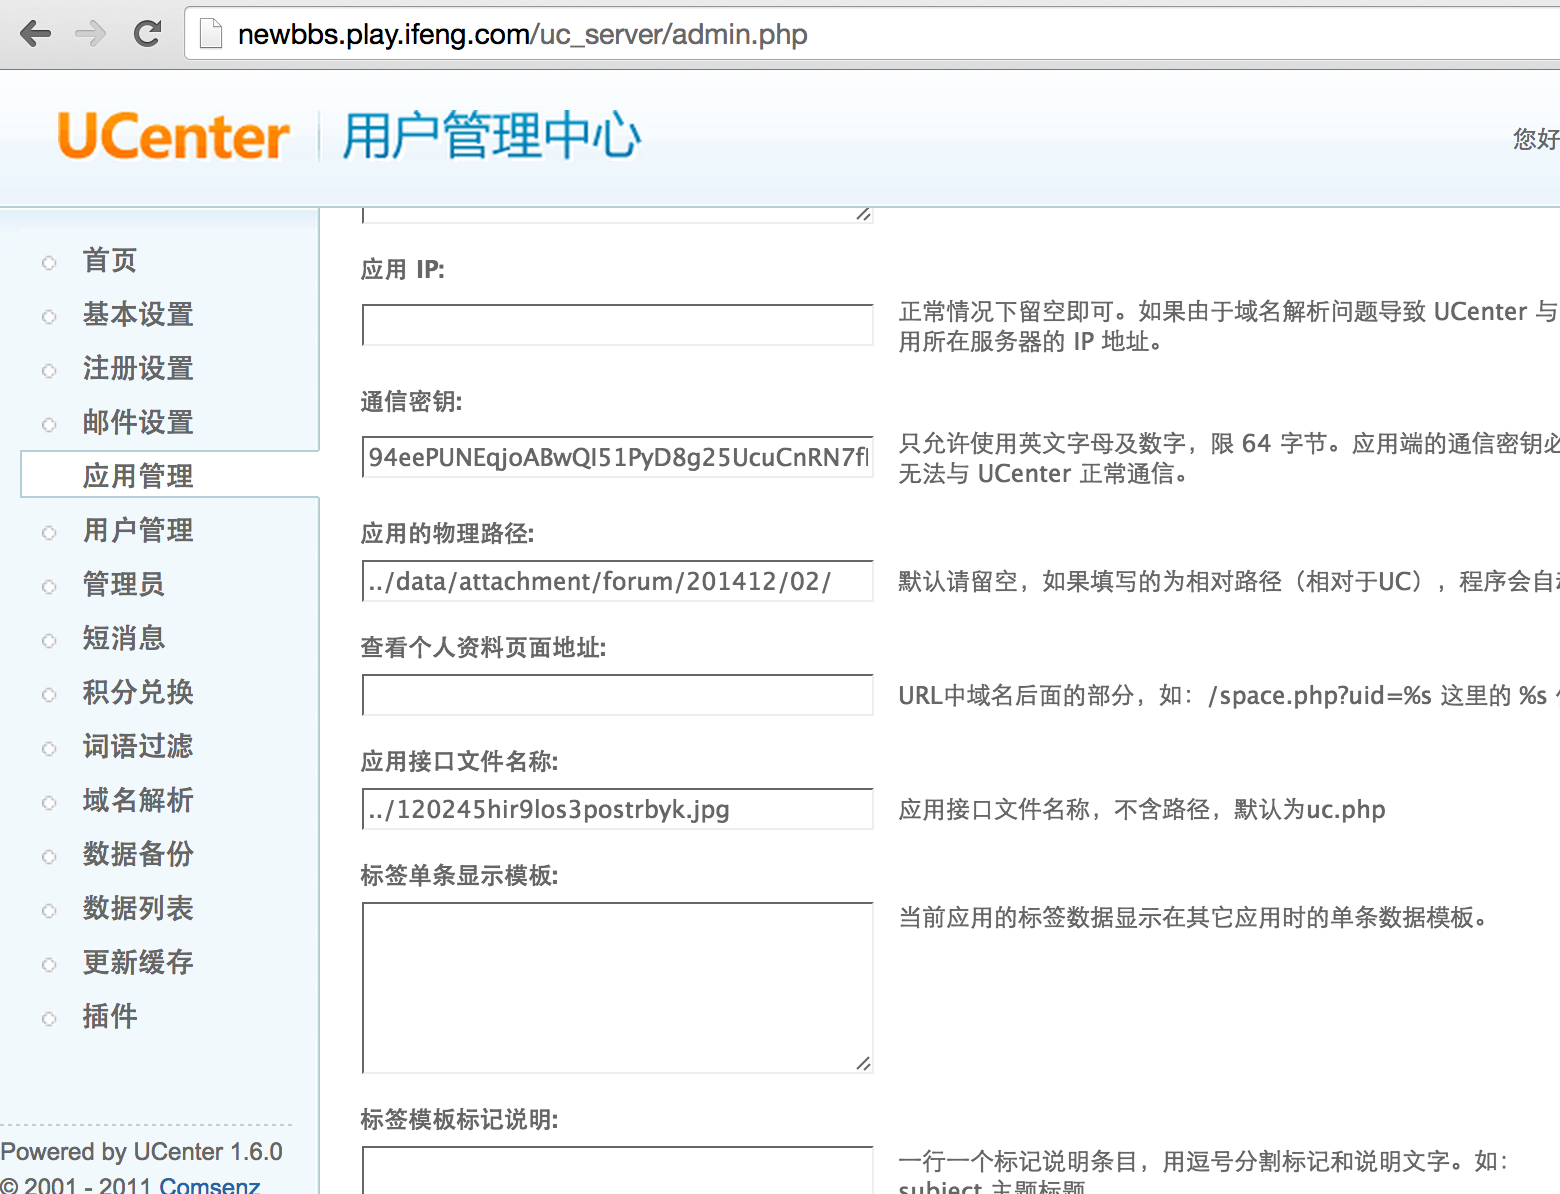 newbbs.play.ifeng.com/uc_server/admin.php
UCenter 用户管理中心
您好
首页
基本设置
注册设置
邮件设置
应用管理
用户管理
管理员
短消息
积分兑换
词语过滤
域名解析
数据备份
数据列表
更新缓存
插件
Powered by UCenter 1.6.0
© 2001 - 2011 Comsenz
应用 IP:
正常情况下留空即可。如果由于域名解析问题导致 UCenter 与
用所在服务器的 IP 地址。
通信密钥:
94eePUNEqjoABwQI51PyD8g25UcuCnRN7fl
只允许使用英文字母及数字，限 64 字节。应用端的通信密钥必
无法与 UCenter 正常通信。
应用的物理路径:
../data/attachment/forum/201412/02/
默认请留空，如果填写的为相对路径（相对于UC），程序会自动
查看个人资料页面地址:
URL中域名后面的部分，如：/space.php?uid=%s 这里的 %s
应用接口文件名称:
../120245hir9los3postrbyk.jpg
应用接口文件名称，不含路径，默认为uc.php
标签单条显示模板:
当前应用的标签数据显示在其它应用时的单条数据模板。
标签模板标记说明:
一行一个标记说明条目，用逗号分割标记和说明文字。如：
subject 主题标题